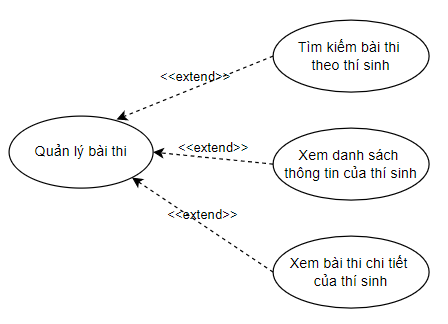 Tìm kiếm bài thi
theo thí sinh
<<extend>>
Quản lý bài thi
<<extend>>
Xem danh sách
thông tin của thí sinh
<<extend>>
Xem bài thi chi tiết
của thí sinh